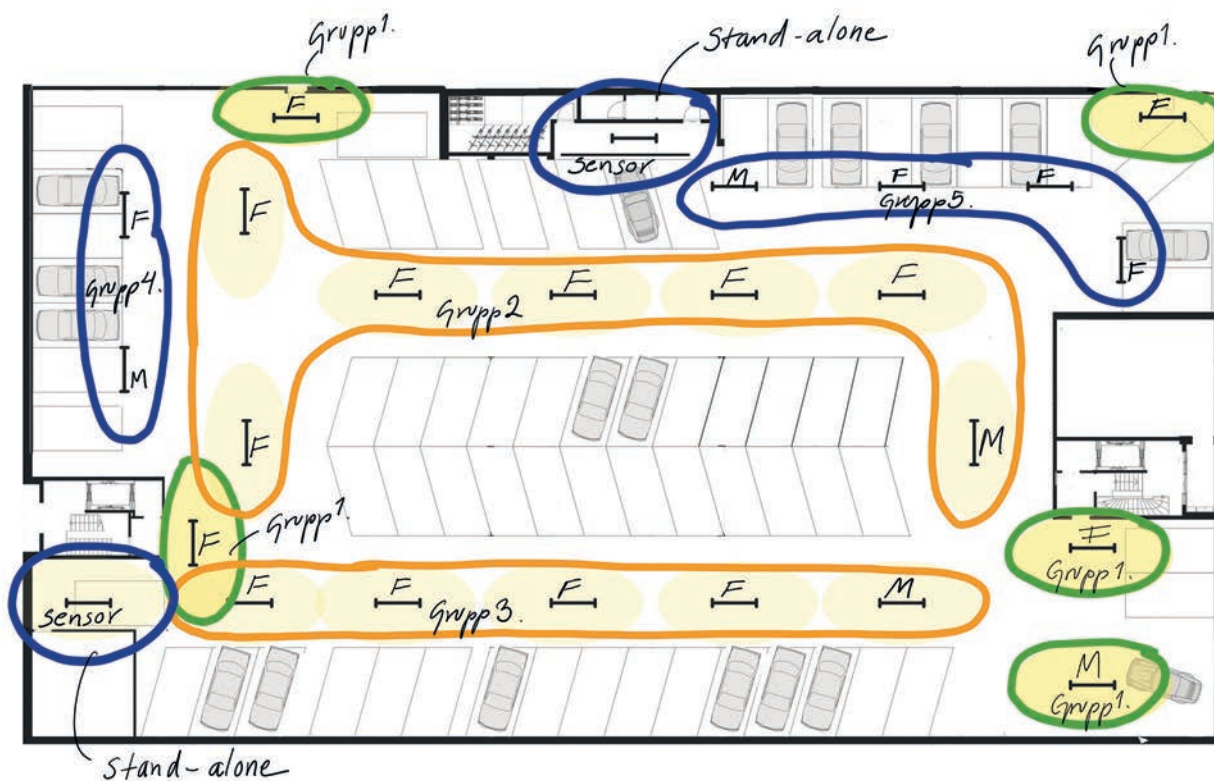 Grupp1.
Stand-alone
Grupp1.
F
F
sensor
M
F
F
Grupp5.
F
F
F
Grupp4.
M
F
F
F
F
F
Grupp2
F
M
Grupp1.
F
F
Grupp1.
F
F
F
F
M
Grupp3.
sensor
M
Grupp1.
Stand-alone